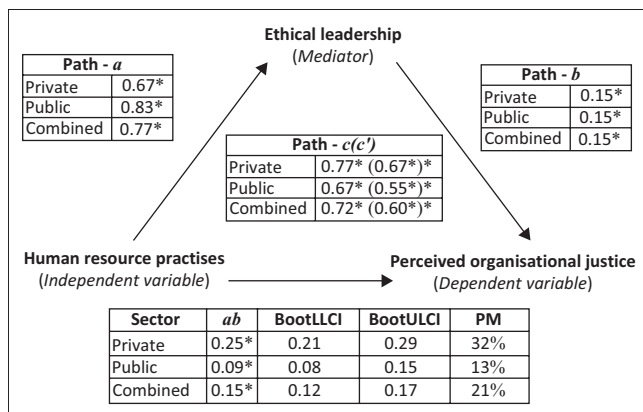 Ethical leadership
(Mediator)
Path - a
Private 0.67*
Public 0.83*
Combined 0.77*
Path - b
Private 0.15*
Public 0.15*
Combined 0.15*
Path - c(c')
Private 0.77* (0.67*)*
Public 0.67* (0.55*)*
Combined 0.72* (0.60*)*
Human resource practises
(Independent variable)
Perceived organisational justice
(Dependent variable)
Sector ab BootLLCI BootULCI PM
Private 0.25* 0.21 0.29 32%
Public 0.09* 0.08 0.15 13%
Combined 0.15* 0.12 0.17 21%